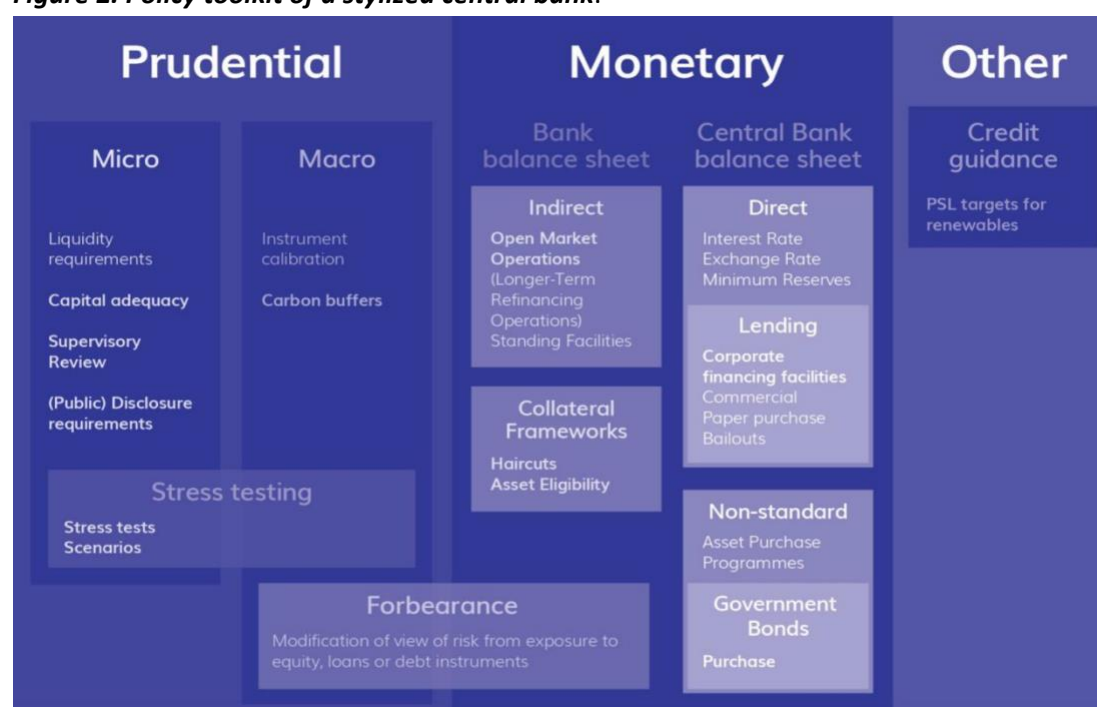 Figure 2. Policy toolkit of a stylized central bank.
Prudential
Micro
Liquidity
requirements
Capital adequacy
Supervisory
Review
(Public) Disclosure
requirements
Macro
Instrument
calibration
Carbon buffers
Stress testing
Stress tests
Scenarios
Forbearance
Modification of view of risk from exposure to
equity, loans or debt instruments
Monetary
Bank
balance sheet
Indirect
Open Market
Operations
(Longer-Term
Refinancing
Operations)
Standing Facilities
Collateral
Frameworks
Haircuts
Asset Eligibility
Central Bank
balance sheet
Direct
Interest Rate
Exchange Rate
Minimum Reserves
Lending
Corporate
financing facilities
Commercial
Paper purchase
Bailouts
Non-standard
Asset Purchase
Programmes
Government
Bonds
Purchase
Other
Credit
guidance
PSL targets for
renewables